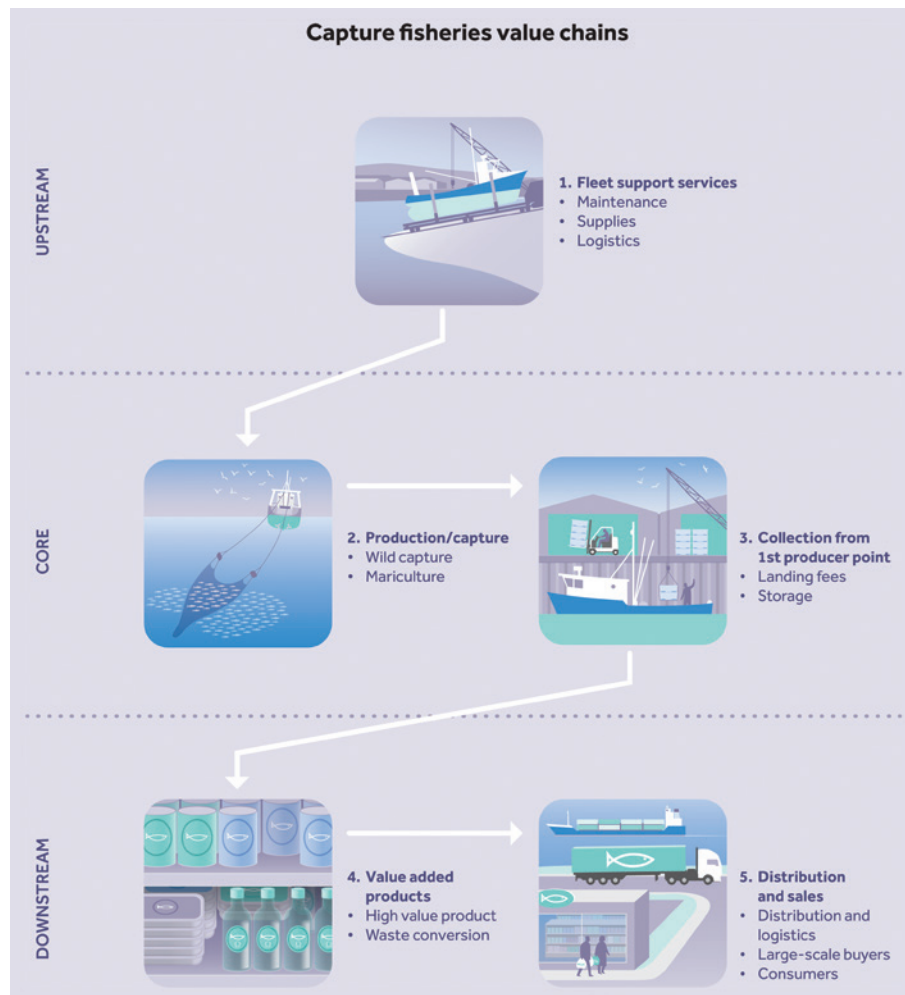 Capture fisheries value chains
UPSTREAM
1. Fleet support services
• Maintenance
• Supplies
• Logistics
CORE
2. Production/capture
• Wild capture
• Mariculture
3. Collection from
1st producer point
• Landing fees
• Storage
DOWNSTREAM
4. Value added
products
• High value product
• Waste conversion
5. Distribution
and sales
• Distribution and
logistics
• Large-scale buyers
• Consumers